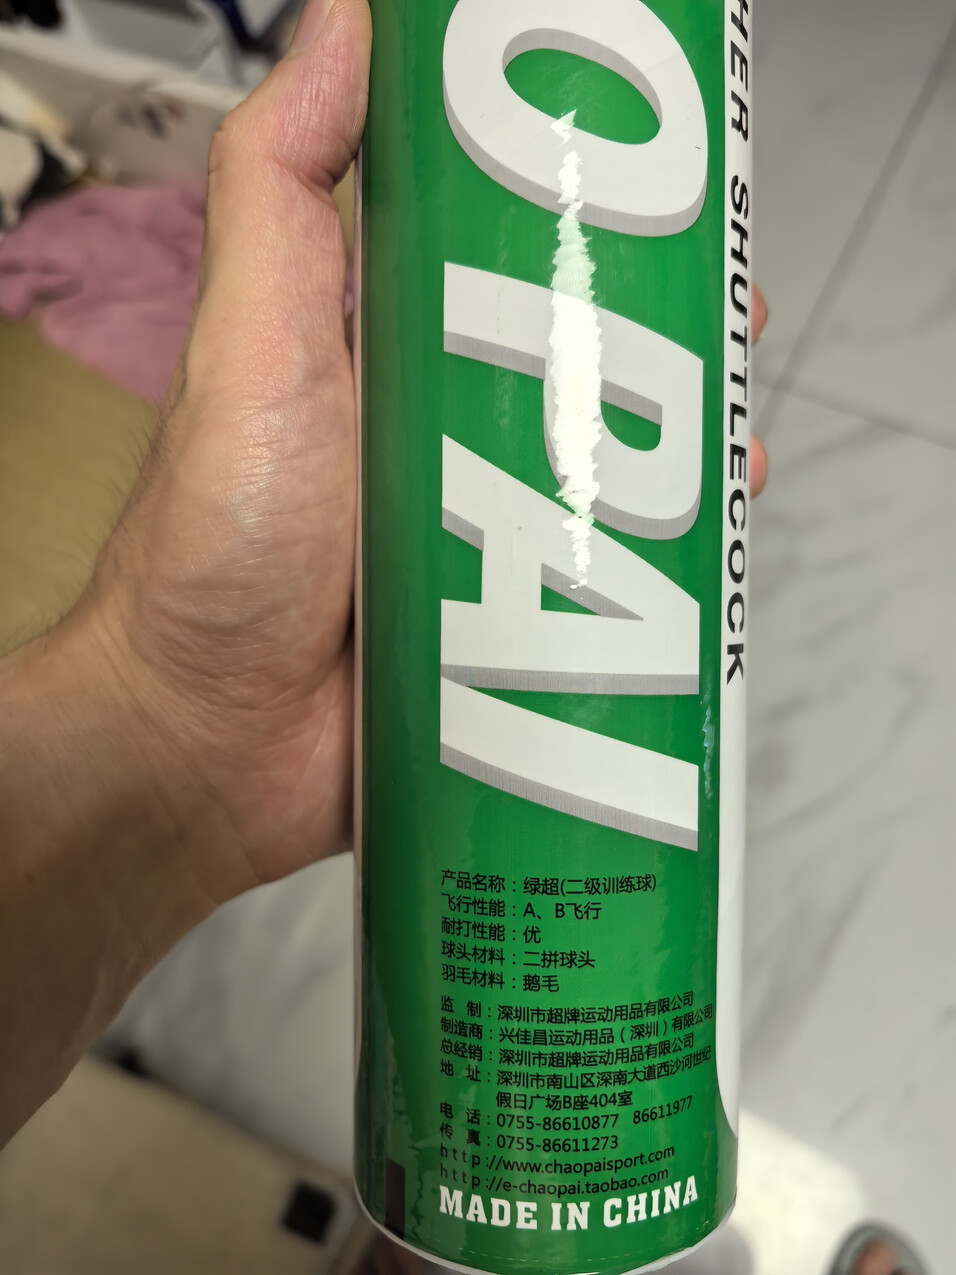 OPAI
HER SHUTTLECOCK
产品名称：绿超(二级训练球)
飞行性能：A、B飞行
耐打性能：优
球头材料：二拼球头
羽毛材料：鹅毛
监 制：深圳市超牌运动用品有限公司
制造商：兴佳昌运动用品（深圳）有限公司
总经销：深圳市超牌运动用品有限公司
地 址：深圳市南山区深南大道西沙河世纪
假日广场B座404室
电 话：0755-86610877 86611977
传 真：0755-86611273
http://www.chaopaisport.com
http://e-chaopai.taobao.com
MADE IN CHINA